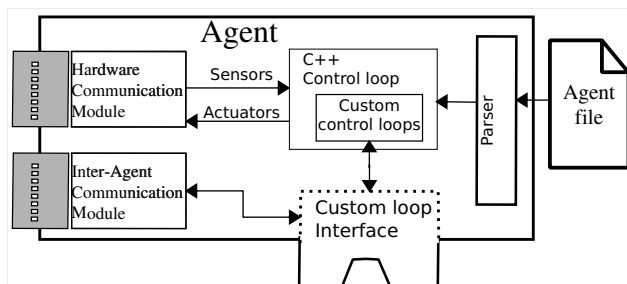 Agent
Hardware
Communication
Module
Sensors
Actuators
C++
Control loop
Custom
control loops
Parser
Agent
file
Inter-Agent
Communication
Module
Custom loop
Interface